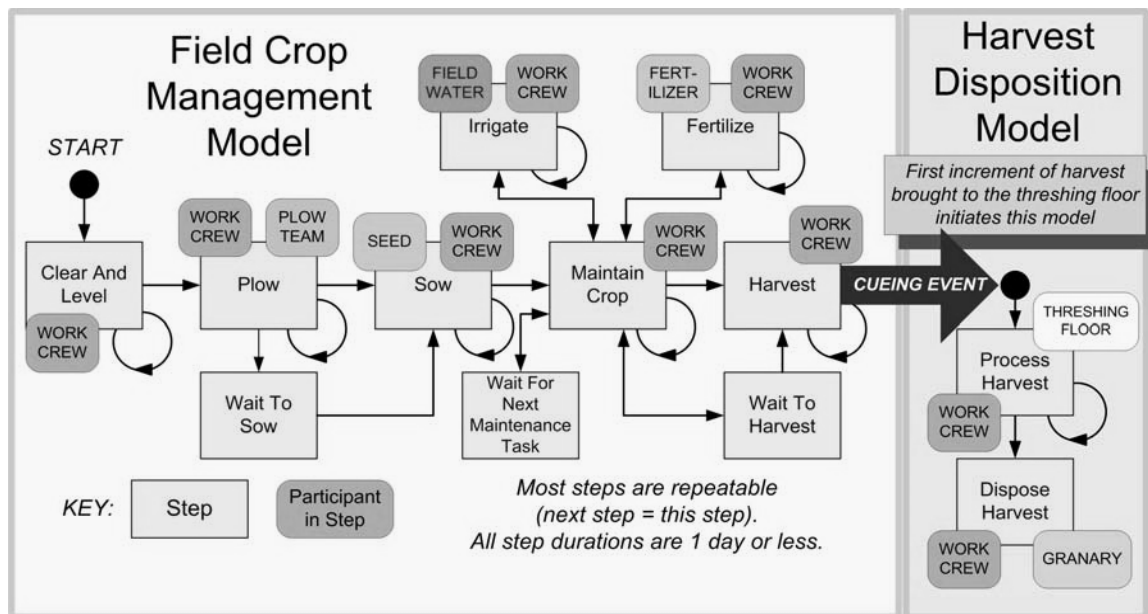 Field Crop
Management
Model
START
Clear And
Level
WORK
CREW
WORK
CREW
PLOW
TEAM
Plow
Wait To
Sow
SEED
WORK
CREW
Sow
FIELD
WATER
WORK
CREW
Irrigate
FERT-
ILIZER
WORK
CREW
Fertilize
WORK
CREW
Maintain
Crop
Wait For
Next
Maintenance
Task
WORK
CREW
Harvest
Wait To
Harvest
KEY:
Step
Participant
in Step
Most steps are repeatable
(next step = this step).
All step durations are 1 day or less.
Harvest
Disposition
Model
First increment of harvest
brought to the threshing floor
initiates this model
CUEING EVENT
THRESHING
FLOOR
Process
Harvest
WORK
CREW
Dispose
Harvest
WORK
CREW
GRANARY